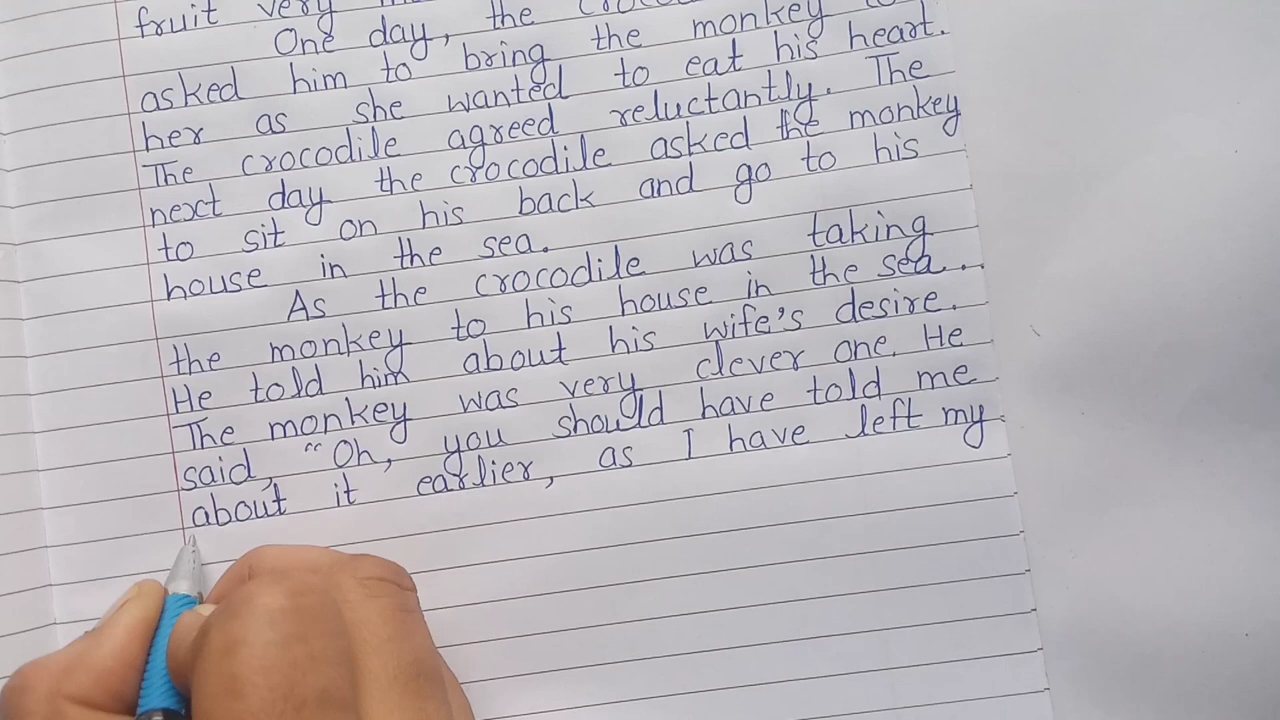 fruit very
One day, the
asked him to bring the monkey to
her as she wanted to eat his heart.
The crocodile agreed reluctantly. The
next day the crocodile asked the monkey
to sit on his back and go to his
house in the sea.
As the crocodile was taking
the monkey to his house in the sea.
He told him about his wife's desire.
The monkey was very clever one. He
said, "Oh, you should have told me
about it earlier, as I have left my